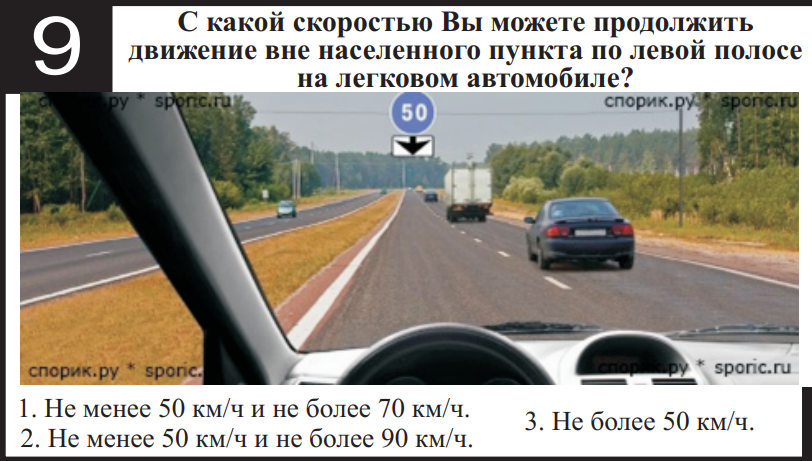 9
С какой скоростью Вы можете продолжить
движение вне населенного пункта по левой полосе
на легковом автомобиле?
спорик.ру * sporic.ru
спорик.ру * sporic.ru
50
спорик.ру * sporic.
спорик.ру * sporic.ru
1. Не менее 50 км/ч и не более 70 км/ч.
2. Не менее 50 км/ч и не более 90 км/ч.
3. Не более 50 км/ч.